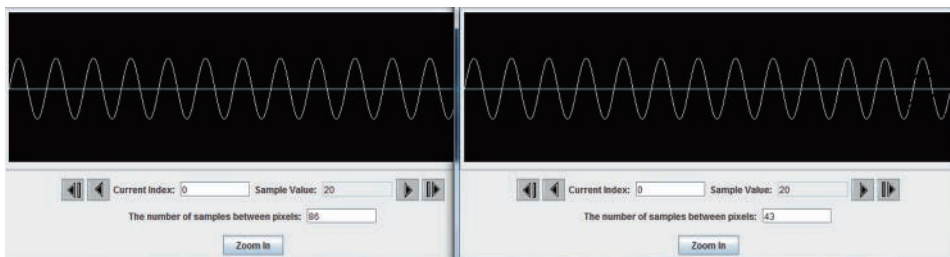 Current Index: 0 Sample Value: 20
The number of samples between pixels: 86
Zoom In
Current Index: 0 Sample Value: 20
The number of samples between pixels: 43
Zoom In